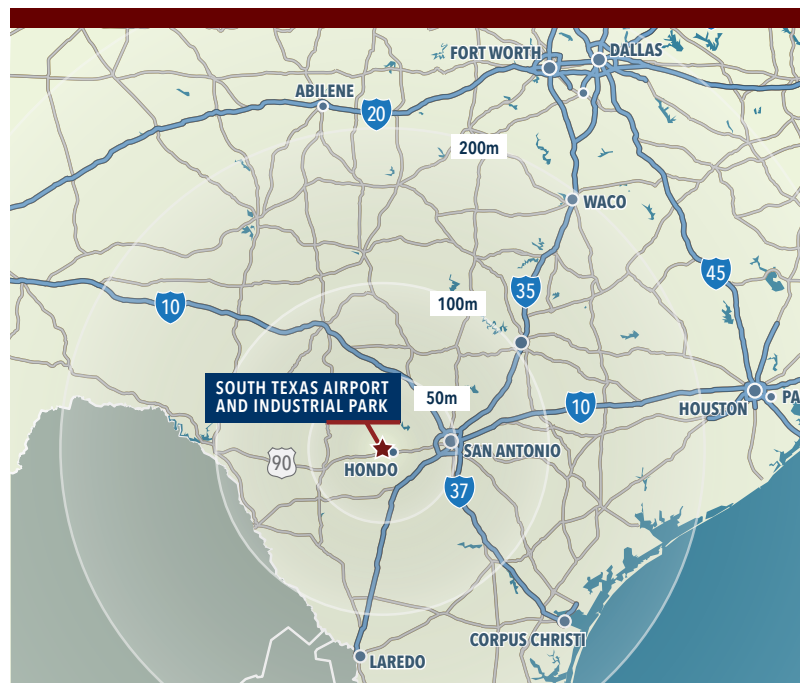 FORT WORTH
DALLAS
ABILENE
20
200m
WACO
45
35
10
100m
SOUTH TEXAS AIRPORT
AND INDUSTRIAL PARK
50m
10
HOUSTON
PA
SAN ANTONIO
90
HONDO
37
CORPUS CHRISTI
LAREDO